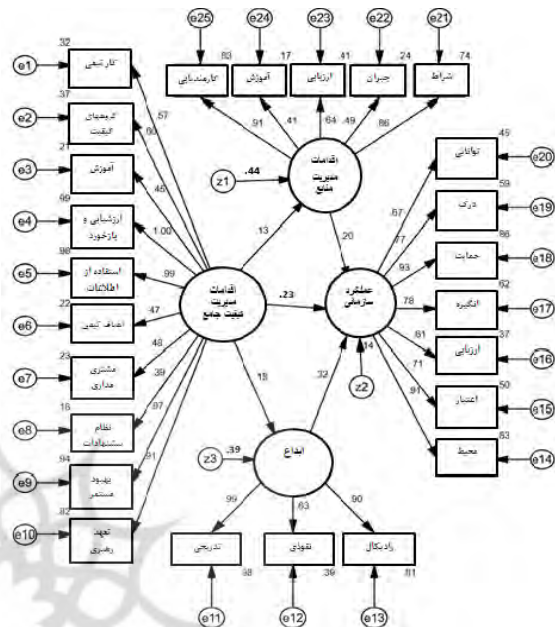 e25 e24 e23 e22 e21
.83 .17 .41 .24 .74
کارمندیابی
آموزش
ارزیابی
جبران
شرایط
.91 .41 .64 .49 .86
اقدامات
مدیریت
منابع
z1
.44
.13
.20
e1
.32
کار تیمی
.57
e2
.37
گروههای
کیفیت
.60
e3
.21
آموزش
.45
e4
.99
ارزشیابی و
بازخورد
1.00
e5
.98
استفاده از
اطلاعات
.99
e6
.22
اهداف کیفی
.47
e7
.23
مشتری
مداری
.48
e8
نظام
پیشنهادات
.39
e9
.94
بهبود
مستمر
.97
e10
.82
تعهد
رهبری
.91
اقدامات
مدیریت
کیفیت جامع
.23
.18
عملکرد
سازمانی
.14
z2
.32
.45
توانایی
e20
.67
.59
درک
e19
.77
.86
حمایت
e18
.93
.62
انگیزه
e17
.78
.37
ارزیابی
e16
.61
.50
اعتبار
e15
.71
.83
محیط
e14
.91
z3
.39
ابداع
.99 .63 .90
تدریجی
نفوذی
رادیکال
.98 .39 .81
e11 e12 e13